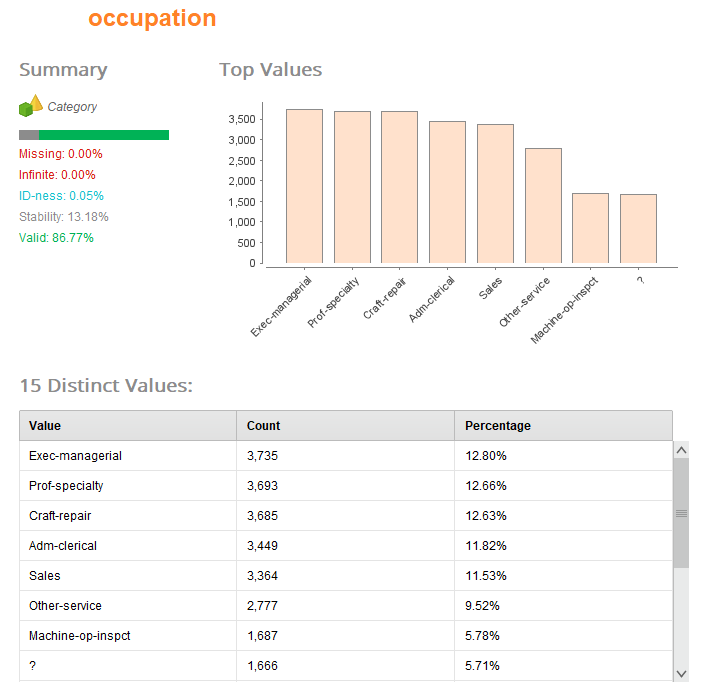 occupation
Summary
Top Values
Category
Missing: 0.00%
Infinite: 0.00%
ID-ness: 0.05%
Stability: 13.18%
Valid: 86.77%
3,500
3,000
2,500
2,000
1,500
1,000
500
0
Exec-managerial
Prof-specialty
Craft-repair
Adm-clerical
Sales
Other-service
Machine-op-inspct
?
15 Distinct Values:
Value Count Percentage
Exec-managerial 3,735 12.80%
Prof-specialty 3,693 12.66%
Craft-repair 3,685 12.63%
Adm-clerical 3,449 11.82%
Sales 3,364 11.53%
Other-service 2,777 9.52%
Machine-op-inspct 1,687 5.78%
? 1,666 5.71%